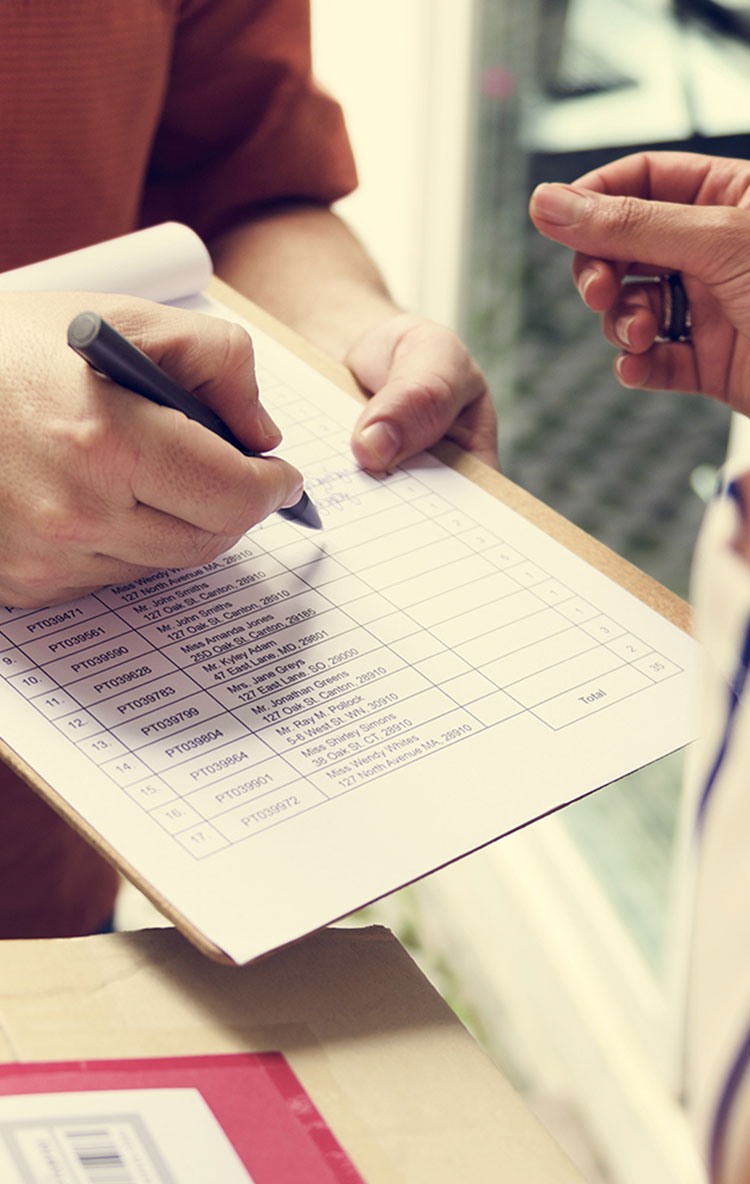 Miss Wendy
127 North Avenue MA, 28910
PT039471
Mr. John Smiths
127 Oak St. Canton, 28910
9. PT039561
Mr. John Smiths
127 Oak St. Canton, 28910
10. PT039590
Miss Amanda Jones
25D Oak St. Canton, 29185
11. PT039628
Mr. Kyley Adam
47 East Lane, MD, 29801
12. PT039783
Mrs. Jane Greys
127 East Lane, SO, 29000
13. PT039799
Mr. Jonathan Greens
127 Oak St. Canton, 28910
14. PT039804
Mr. Ray M. Pollock
5-6 West St. WN, 30910
15. PT039864
Miss Shirley Simons
38 Oak St. CT, 28910
16. PT039901
Miss Wendy Whites
127 North Avenue MA, 28910
17. PT039972
1
2
3
6
1
1
1
3
2
Total 35